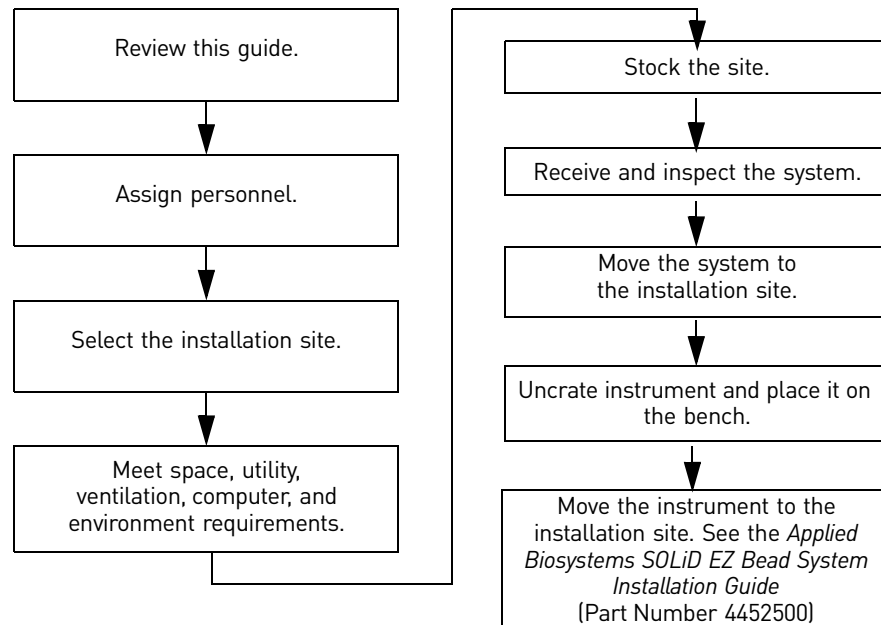 Review this guide.
Assign personnel.
Select the installation site.
Meet space, utility,
ventilation, computer, and
environment requirements.
Stock the site.
Receive and inspect the system.
Move the system to
the installation site.
Uncrate instrument and place it on
the bench.
Move the instrument to the
installation site. See the Applied
Biosystems SOLiD EZ Bead System
Installation Guide
(Part Number 4452500)